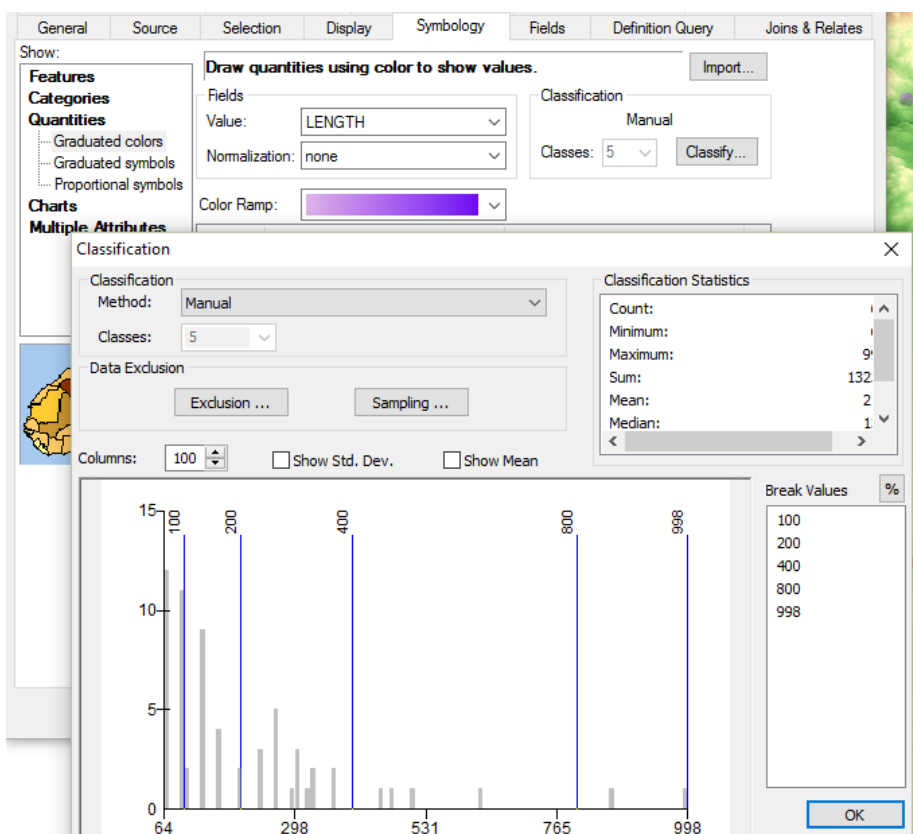 General Source Selection Display Symbology Fields Definition Query Joins & Relates
Show:
Features
Categories
Quantities
Graduated colors
Graduated symbols
Proportional symbols
Charts
Multiple Attributes
Draw quantities using color to show values.
Import...
Fields
Value: LENGTH
Normalization: none
Classification
Manual
Classes: 5 Classify...
Color Ramp:
Classification
Classification
Method: Manual
Classes: 5
Data Exclusion
Exclusion ... Sampling ...
Classification Statistics
Count:
Minimum:
Maximum: 9
Sum: 132
Mean: 2
Median: 1
Columns: 100 Show Std. Dev. Show Mean
Break Values %
100
200
400
800
998
100 200 400 800 998
15
10
5
0
64 298 531 765 998
OK